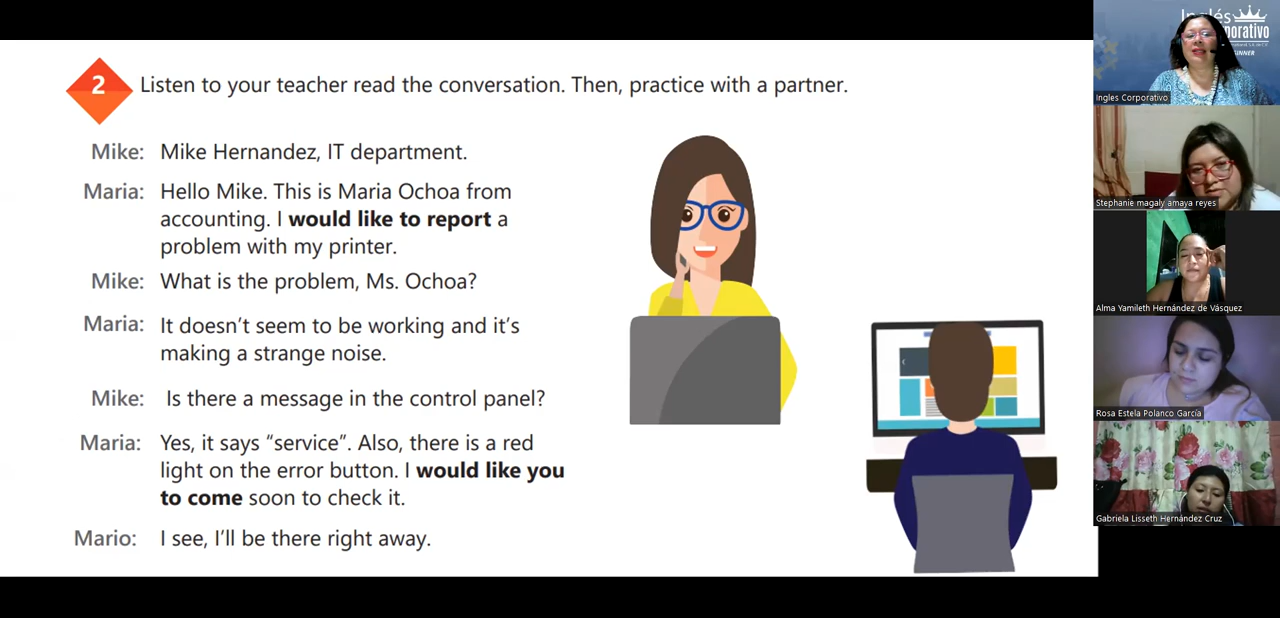 2 Listen to your teacher read the conversation. Then, practice with a partner.
Mike: Mike Hernandez, IT department.
Maria: Hello Mike. This is Maria Ochoa from
accounting. I would like to report a
problem with my printer.
Mike: What is the problem, Ms. Ochoa?
Maria: It doesn't seem to be working and it's
making a strange noise.
Mike: Is there a message in the control panel?
Maria: Yes, it says “service”. Also, there is a red
light on the error button. I would like you
to come soon to check it.
Mario: I see, I'll be there right away.
Ingles Corporativo
Stephanie magaly amaya reyes
Alma Yamileth Hernández de Vásquez
Rosa Estela Polanco García
Gabriela Lisseth Hernández Cruz